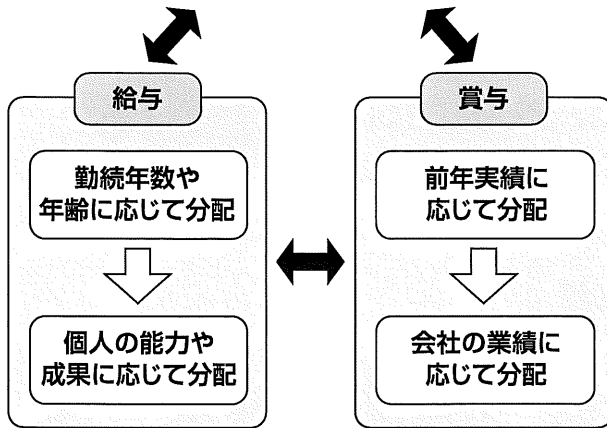 給与
勤続年数や
年齢に応じて分配
個人の能力や
成果に応じて分配
賞与
前年実績に
応じて分配
会社の業績に
応じて分配